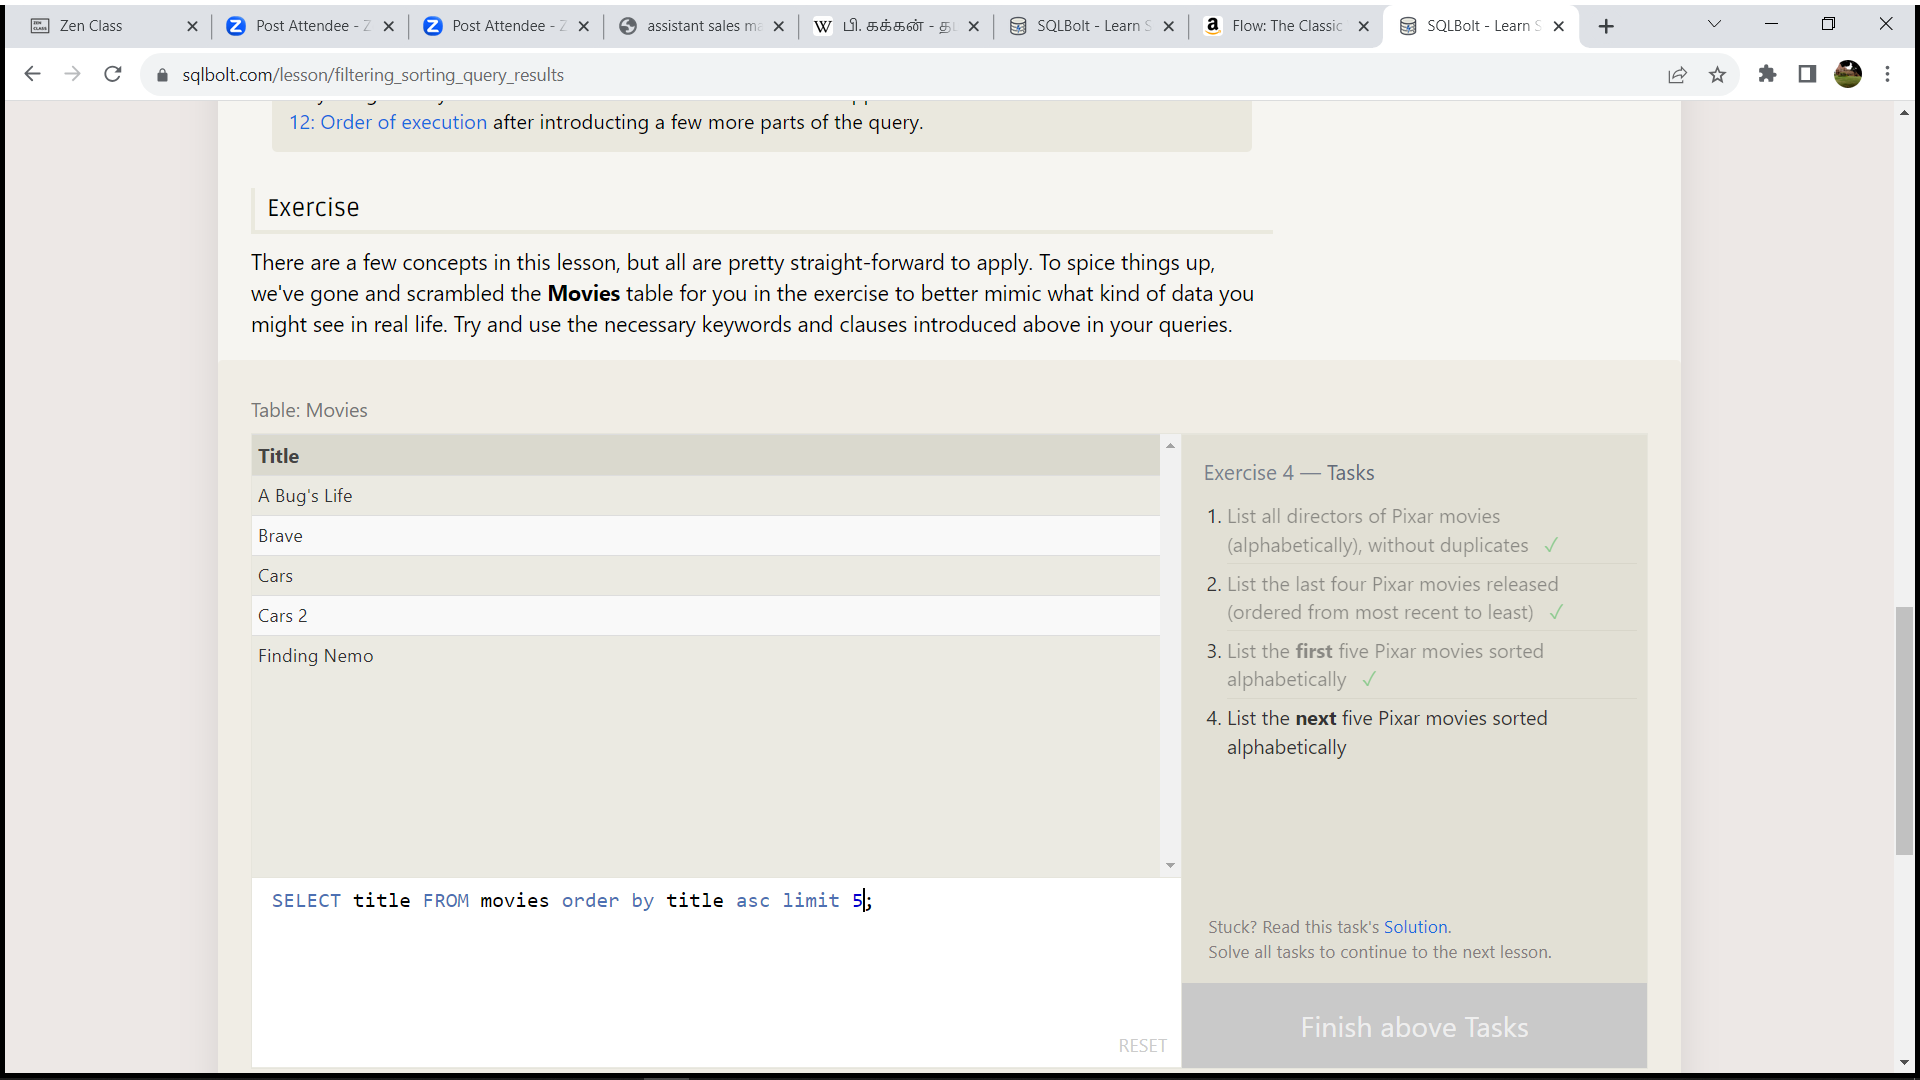 Zen Class
Post Attendee - Z
Post Attendee - Z
assistant sales ma
பி. கக்கன் - த
SQLBolt - Learn S
Flow: The Classic
SQLBolt - Learn S
sqlbolt.com/lesson/filtering_sorting_query_results
12: Order of execution after introducting a few more parts of the query.
Exercise
There are a few concepts in this lesson, but all are pretty straight-forward to apply. To spice things up,
we've gone and scrambled the Movies table for you in the exercise to better mimic what kind of data you
might see in real life. Try and use the necessary keywords and clauses introduced above in your queries.
Table: Movies
Title
A Bug's Life
Brave
Cars
Cars 2
Finding Nemo
SELECT title FROM movies order by title asc limit 5;
RESET
Exercise 4 — Tasks
1. List all directors of Pixar movies
(alphabetically), without duplicates ✓
2. List the last four Pixar movies released
(ordered from most recent to least) ✓
3. List the first five Pixar movies sorted
alphabetically ✓
4. List the next five Pixar movies sorted
alphabetically
Stuck? Read this task's Solution.
Solve all tasks to continue to the next lesson.
Finish above Tasks